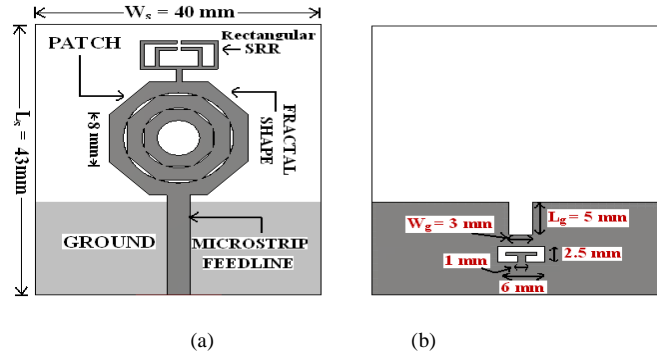 Wₛ = 40 mm
Rectangular
SRR
PATCH
Lₛ = 43mm
8 mm
FRACTAL
SHAPE
GROUND
MICROSTRIP
FEEDLINE
(a)
W_g = 3 mm
L_g = 5 mm
2.5 mm
1 mm
6 mm
(b)